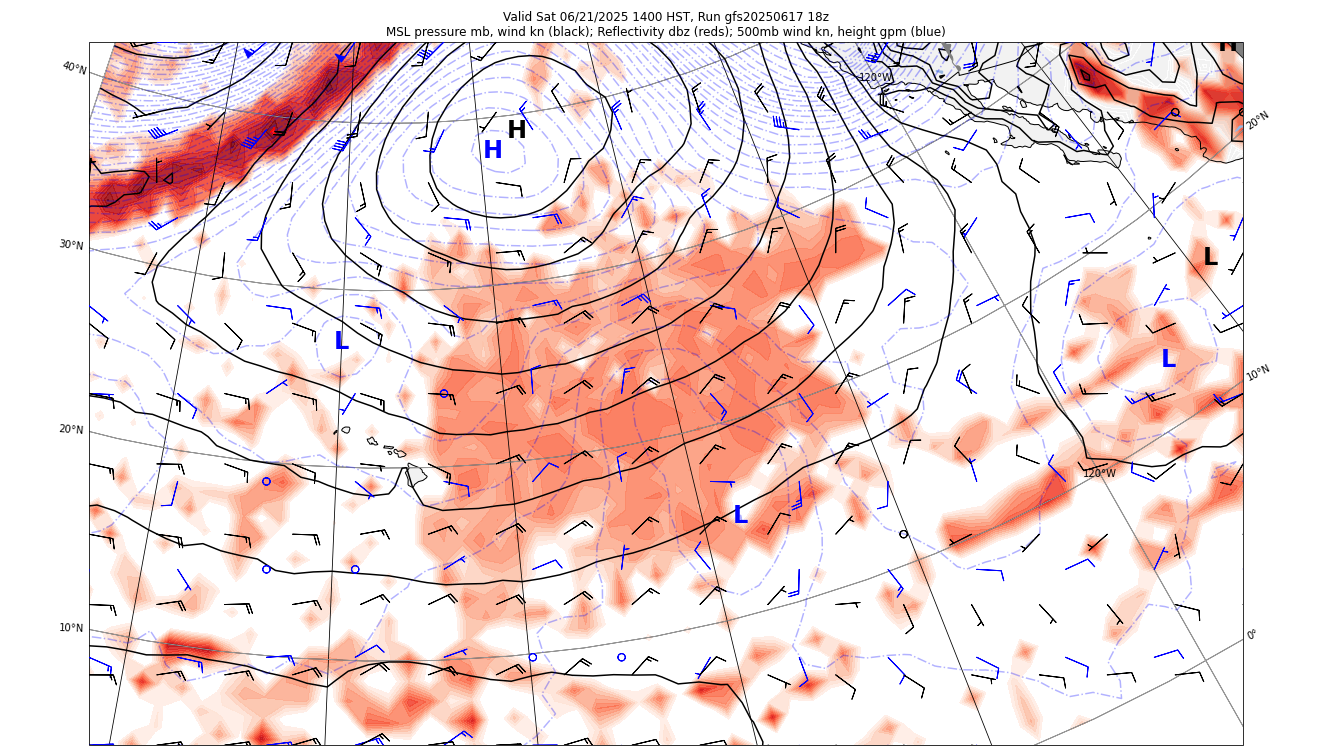 Valid Sat 06/21/2025 1400 HST, Run gfs20250617 18z
MSL pressure mb, wind kn (black); Reflectivity dbz (reds); 500mb wind kn, height gpm (blue)
H
40°N
120°W
20°N
H
H
30°N
L
L
L
10°N
20°N
120°W
L
10°N
0°